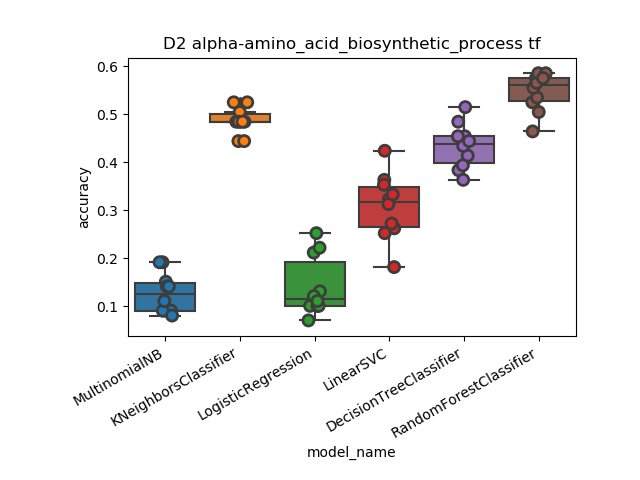 D2 alpha-amino_acid_biosynthetic_process tf
accuracy
0.6
0.5
0.4
0.3
0.2
0.1
MultinomialNB
KNeighborsClassifier
LogisticRegression
LinearSVC
DecisionTreeClassifier
RandomForestClassifier
model_name